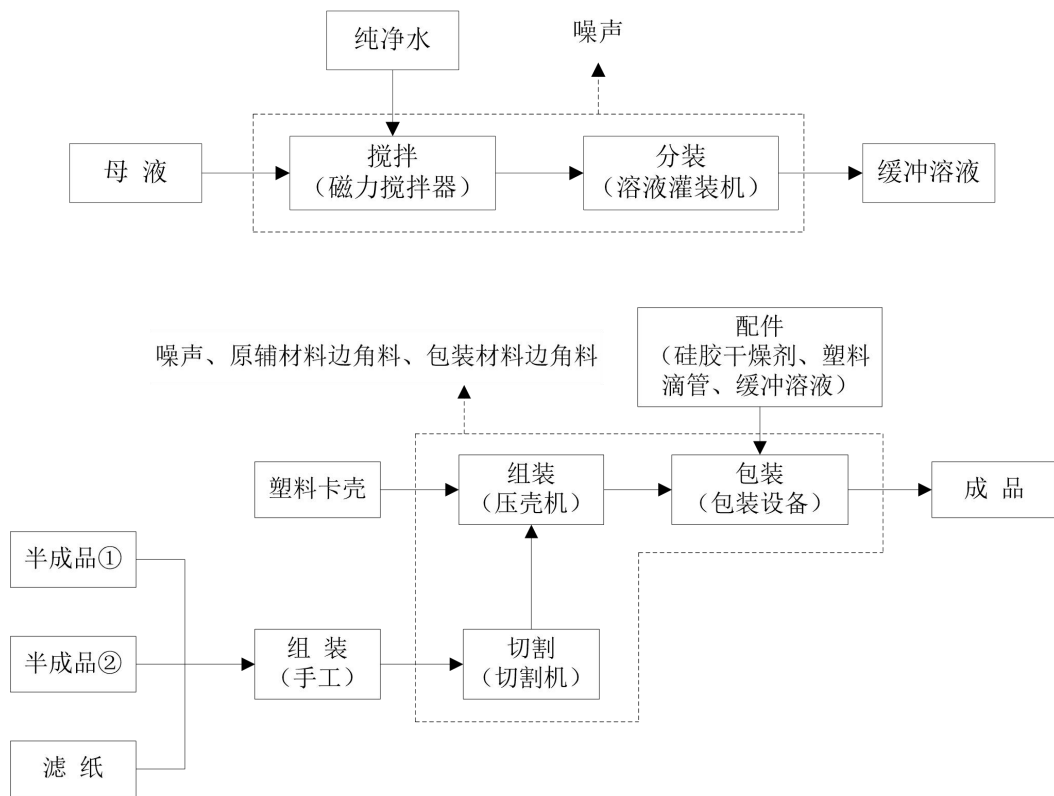 纯净水
噪声
母 液
搅拌
（磁力搅拌器）
分装
（溶液灌装机）
缓冲溶液
噪声、原辅材料边角料、包装材料边角料
配件
（硅胶干燥剂、塑料
滴管、缓冲溶液）
塑料卡壳
组装
（压壳机）
包装
（包装设备）
成 品
半成品①
半成品②
组 装
（手工）
切割
（切割机）
滤 纸